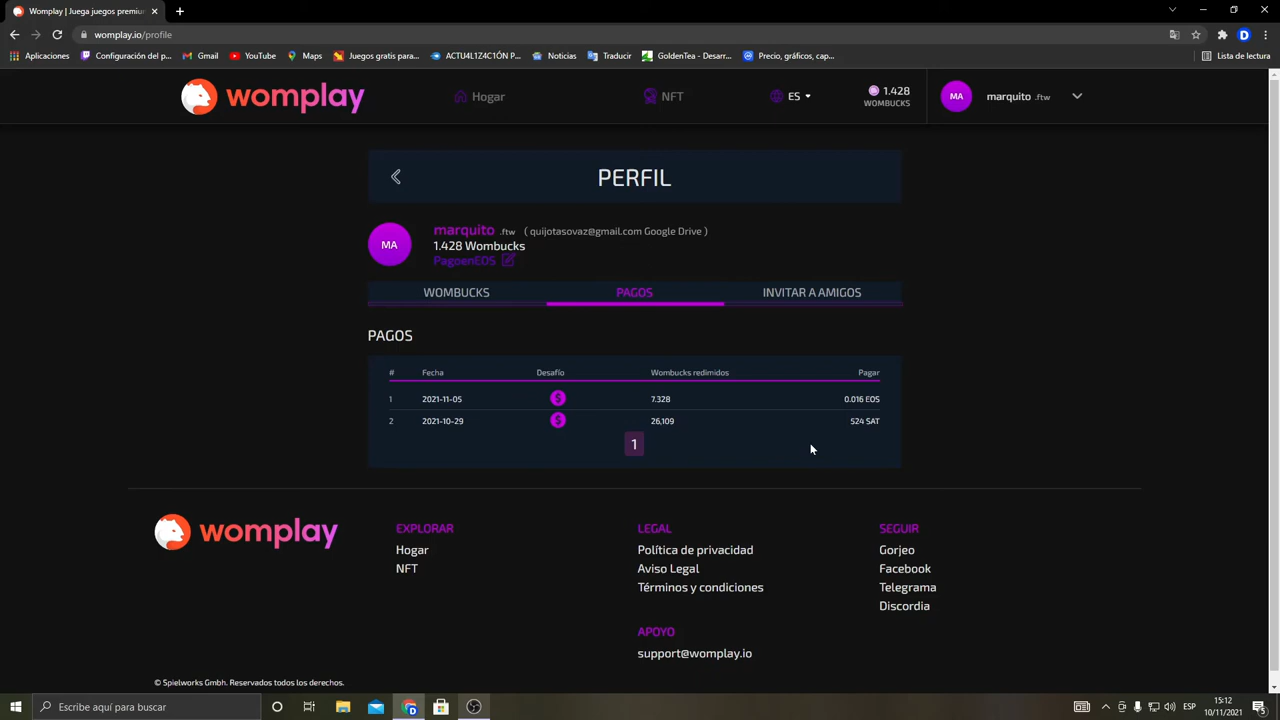 Womplay | Juega juegos premium
womplay.io/profile
Aplicaciones
Configuración del p...
Gmail
YouTube
Maps
Juegos gratis para...
ACTU4L1Z4C1ÓN P...
Noticias
Traducir
GoldenTea - Desarr...
Precio, gráficos, cap...
Lista de lectura
womplay
Hogar
NFT
ES
1.428
WOMBUCKS
MA
marquito .ftw
PERFIL
MA
marquito .ftw ( quijotasovaz@gmail.com Google Drive )
1.428 Wombucks
PagoenEOS
WOMBUCKS
PAGOS
INVITAR A AMIGOS
PAGOS
# Fecha Desafío Wombucks redimidos Pagar
1 2021-11-05 $ 7.328 0.016 EOS
2 2021-10-29 $ 26,109 524 SAT
1
womplay
EXPLORAR
Hogar
NFT
LEGAL
Política de privacidad
Aviso Legal
Términos y condiciones
APOYO
support@womplay.io
SEGUIR
Gorjeo
Facebook
Telegrama
Discordia
© Spielworks Gmbh. Reservados todos los derechos.
Escribe aquí para buscar
ESP
15:12
10/11/2021